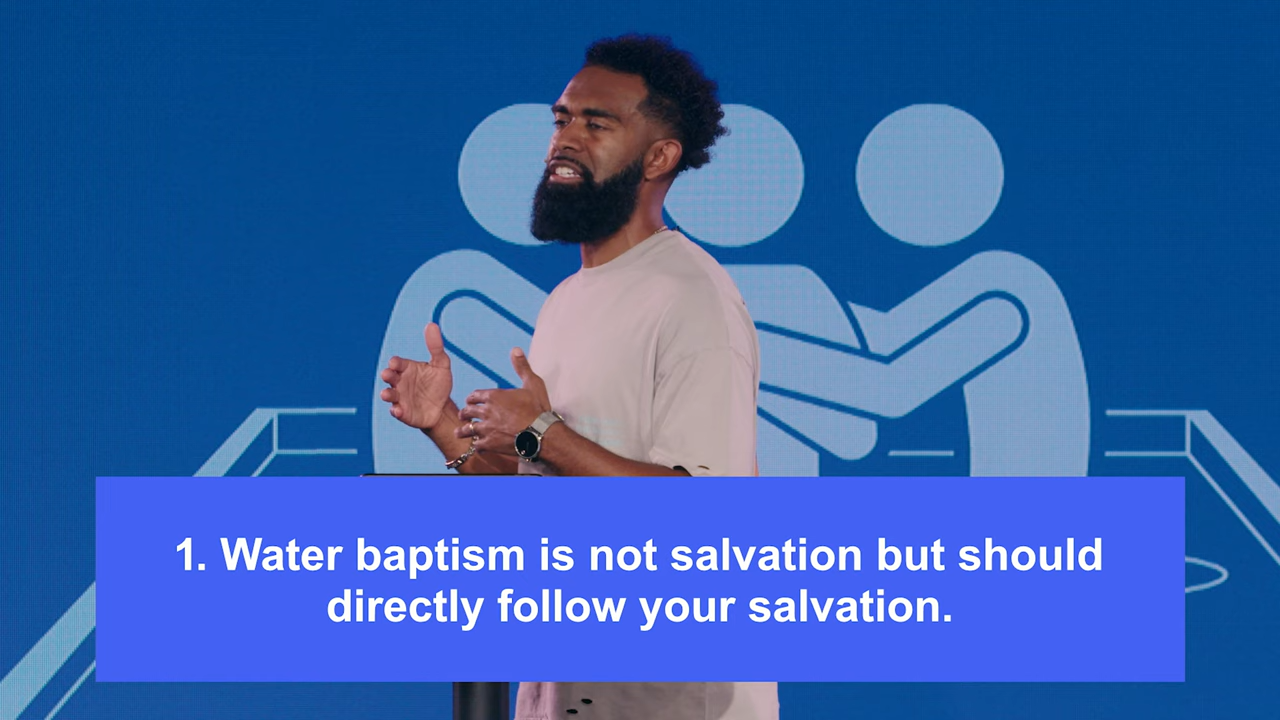 1. Water baptism is not salvation but should
directly follow your salvation.